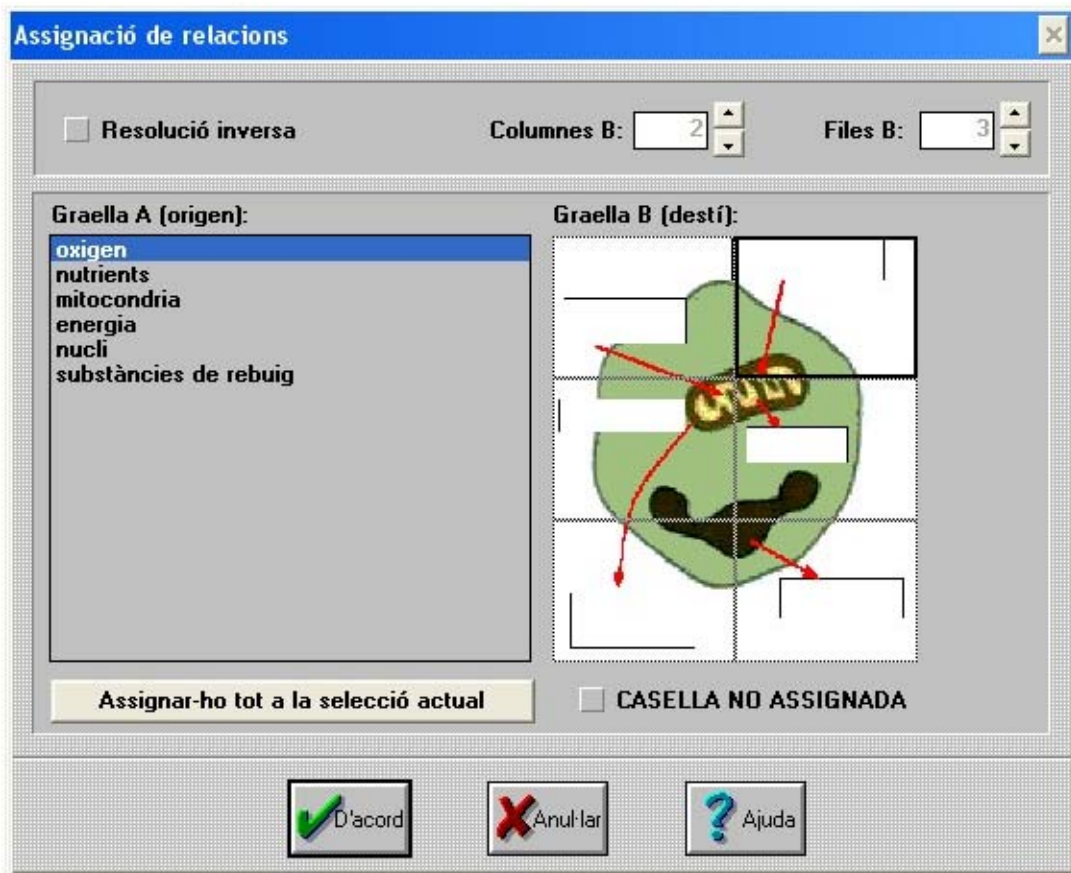 Assignació de relacions
Resolució inversa Columnes B: 2 Files B: 3
Graella A (origen): Graella B (destí):
oxigen
nutrients
mitocondria
energia
nucli
substàncies de rebuig
Assignar-ho tot a la selecció actual CASELLA NO ASSIGNADA
D'acord Anul·lar Ajuda